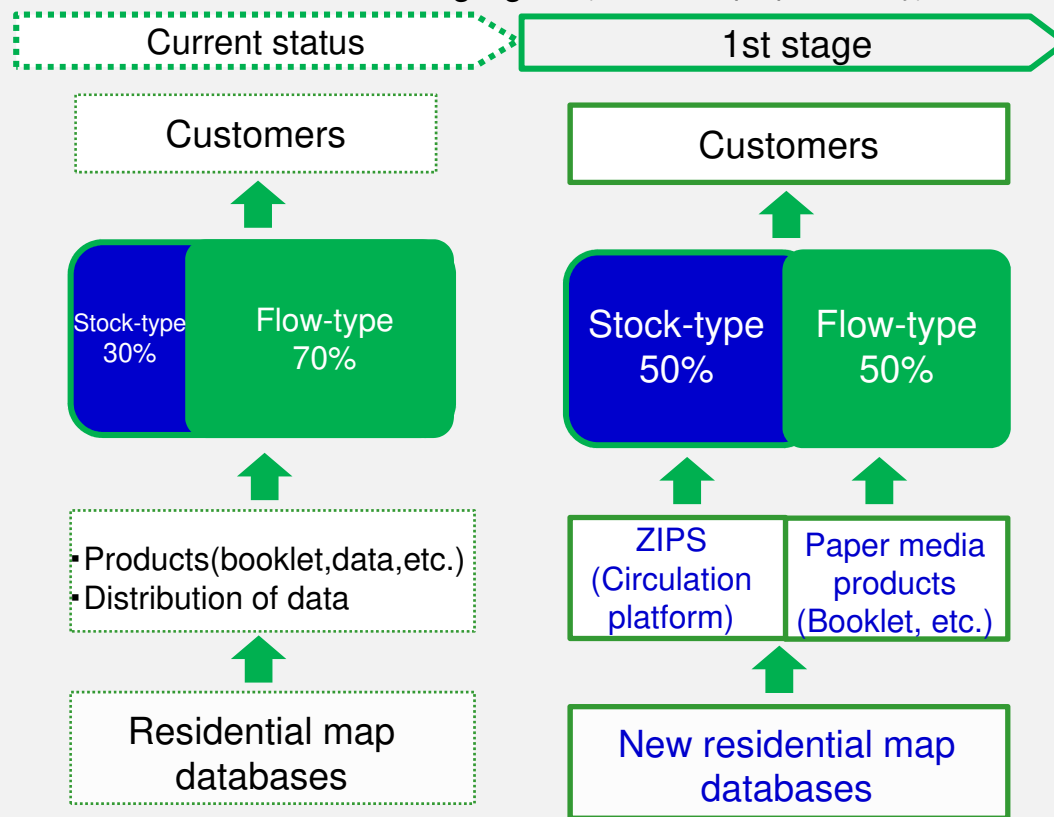 Current status
1st stage
Customers
Customers
Stock-type
30%
Flow-type
70%
Stock-type
50%
Flow-type
50%
▪Products(booklet,data,etc.)
▪Distribution of data
ZIPS
(Circulation
platform)
Paper media
products
(Booklet, etc.)
Residential map
databases
New residential map
databases